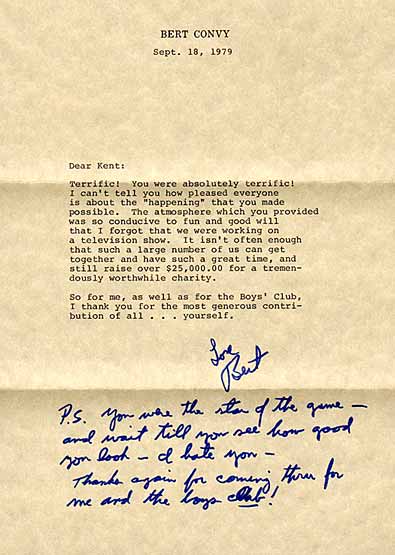 BERT CONVY
Sept. 18, 1979
Dear Kent:
Terrific! You were absolutely terrific!
I can't tell you how pleased everyone
is about the "happening" that you made
possible. The atmosphere which you provided
was so conducive to fun and good will
that I forgot that we were working on
a television show. It isn't often enough
that such a large number of us can get
together and have such a great time, and
still raise over $25,000.00 for a tremen-
dously worthwhile charity.
So for me, as well as for the Boys' Club,
I thank you for the most generous contri-
bution of all . . . yourself.
Love
Bert
P.S. You were the star of the game —
and wait till you see how good
you look — I hate you —
Thanks again for coming thru for
me and the boys club!